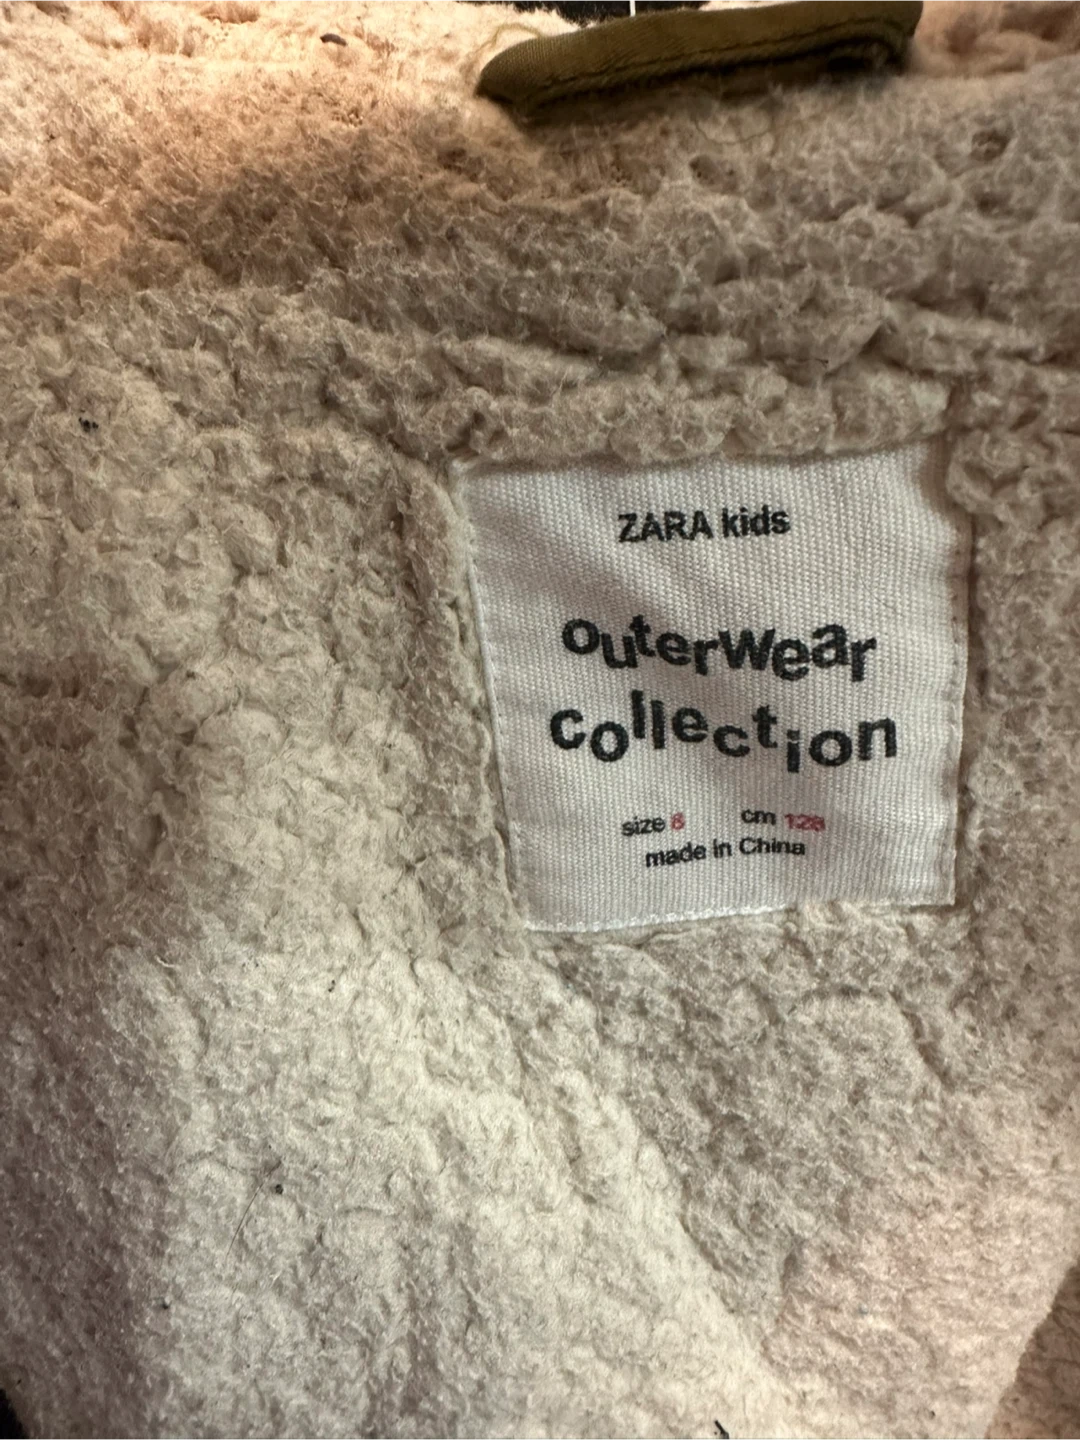 ZARA kids
outerwear
collection
size 8 cm 128
made in China